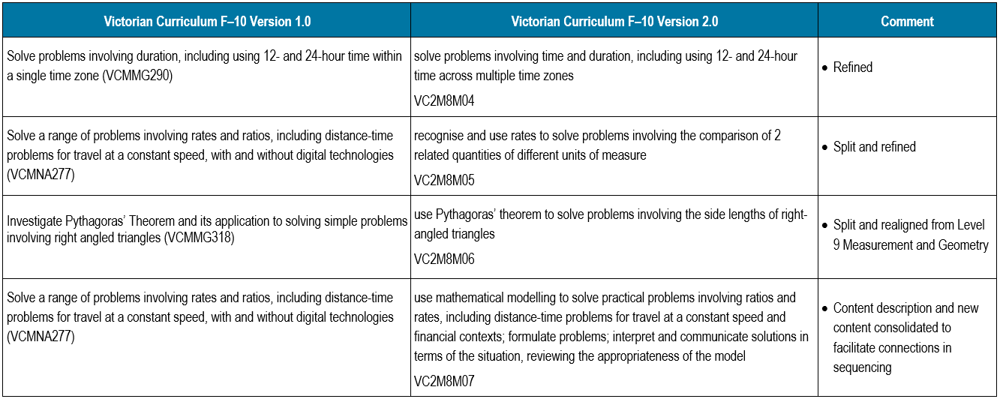 Victorian Curriculum F–10 Version 1.0
Victorian Curriculum F–10 Version 2.0
Comment
Solve problems involving duration, including using 12- and 24-hour time within
a single time zone (VCMMG290)
solve problems involving time and duration, including using 12- and 24-hour
time across multiple time zones
VC2M8M04
• Refined
Solve a range of problems involving rates and ratios, including distance-time
problems for travel at a constant speed, with and without digital technologies
(VCMNA277)
recognise and use rates to solve problems involving the comparison of 2
related quantities of different units of measure
VC2M8M05
• Split and refined
Investigate Pythagoras’ Theorem and its application to solving simple problems
involving right angled triangles (VCMMG318)
use Pythagoras’ theorem to solve problems involving the side lengths of right-
angled triangles
VC2M8M06
• Split and realigned from Level
9 Measurement and Geometry
Solve a range of problems involving rates and ratios, including distance-time
problems for travel at a constant speed, with and without digital technologies
(VCMNA277)
use mathematical modelling to solve practical problems involving ratios and
rates, including distance-time problems for travel at a constant speed and
financial contexts; formulate problems; interpret and communicate solutions in
terms of the situation, reviewing the appropriateness of the model
VC2M8M07
• Content description and new
content consolidated to
facilitate connections in
sequencing